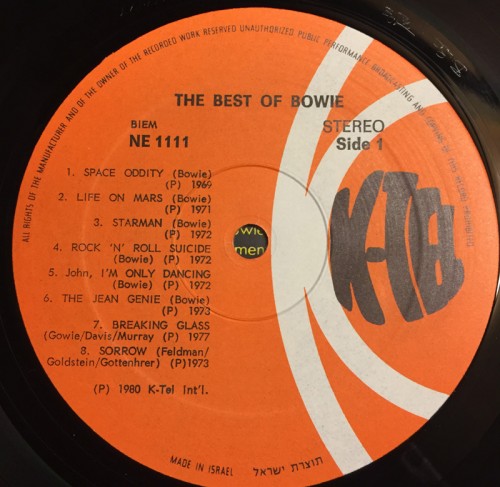 ALL RIGHTS OF THE MANUFACTURER AND OF THE OWNER OF THE RECORDED WORK RESERVED UNAUTHORIZED PUBLIC PERFORMANCE BROADCASTING AND COPYING OF THIS RECORD PROHIBITED
THE BEST OF BOWIE
BIEM
STEREO
NE 1111
Side 1
K-Tel
1. SPACE ODDITY (Bowie)
(P) 1969
2. LIFE ON MARS (Bowie)
(P) 1971
3. STARMAN (Bowie)
(P) 1972
4. ROCK 'N' ROLL SUICIDE
(Bowie) (P) 1972
5. John, I'M ONLY DANCING
(Bowie) (P) 1972
6. THE JEAN GENIE (Bowie)
(P) 1973
7. BREAKING GLASS
(Gowie/Davis/Murray (P) 1977
8. SORROW (Feldman/
Goldstein/Gottenhrer) (P)1973
(P) 1980 K-Tel Int'l.
MADE IN ISRAEL תוצרת ישראל